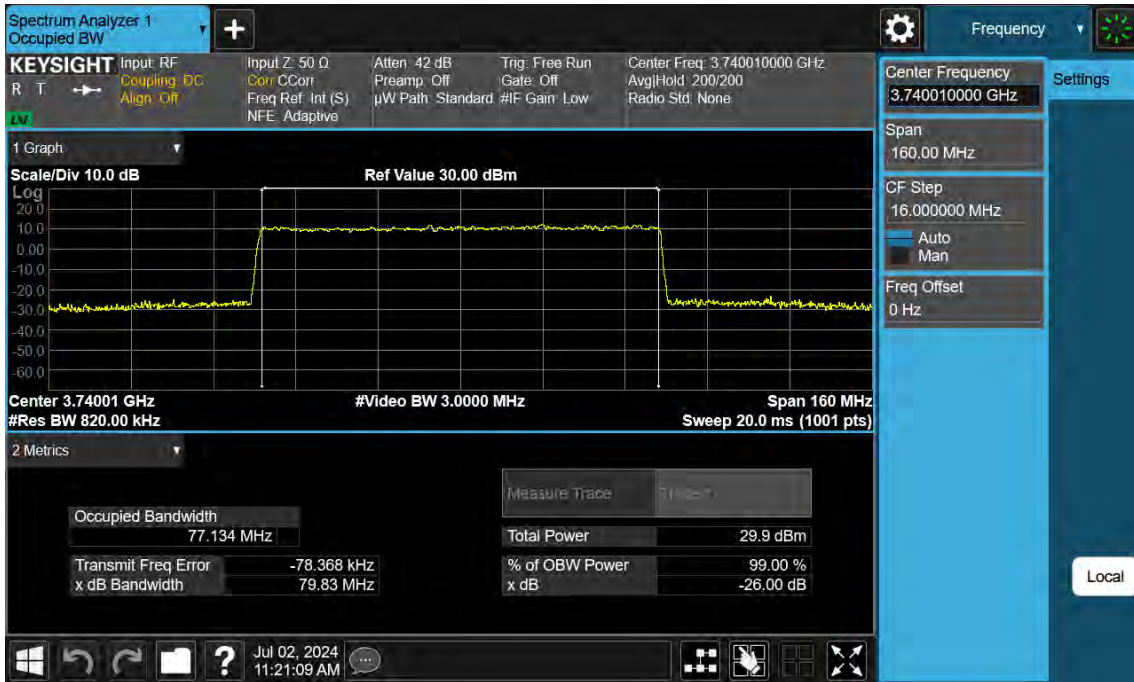 Spectrum Analyzer 1
Occupied BW
+
Frequency
KEYSIGHT
R T
LXI
Input: RF
Coupling: DC
Align: Off
Input Z: 50 Ω
Corr CCorr
Freq Ref: Int (S)
NFE: Adaptive
Atten: 42 dB
Preamp: Off
µW Path: Standard
Trig: Free Run
Gate: Off
#IF Gain: Low
Center Freq: 3.740010000 GHz
Avg|Hold: 200/200
Radio Std: None
Center Frequency
3.740010000 GHz
Settings
Span
160.00 MHz
CF Step
16.000000 MHz
Auto
Man
Freq Offset
0 Hz
1 Graph
Scale/Div 10.0 dB
Ref Value 30.00 dBm
Log
20.0
10.0
0.00
-10.0
-20.0
-30.0
-40.0
-50.0
-60.0
Center 3.74001 GHz
#Video BW 3.0000 MHz
Span 160 MHz
#Res BW 820.00 kHz
Sweep 20.0 ms (1001 pts)
2 Metrics
Measure Trace
Occupied Bandwidth
77.134 MHz
Total Power 29.9 dBm
Transmit Freq Error -78.368 kHz
% of OBW Power 99.00 %
x dB Bandwidth 79.83 MHz
x dB -26.00 dB
Local
?
Jul 02, 2024
11:21:09 AM